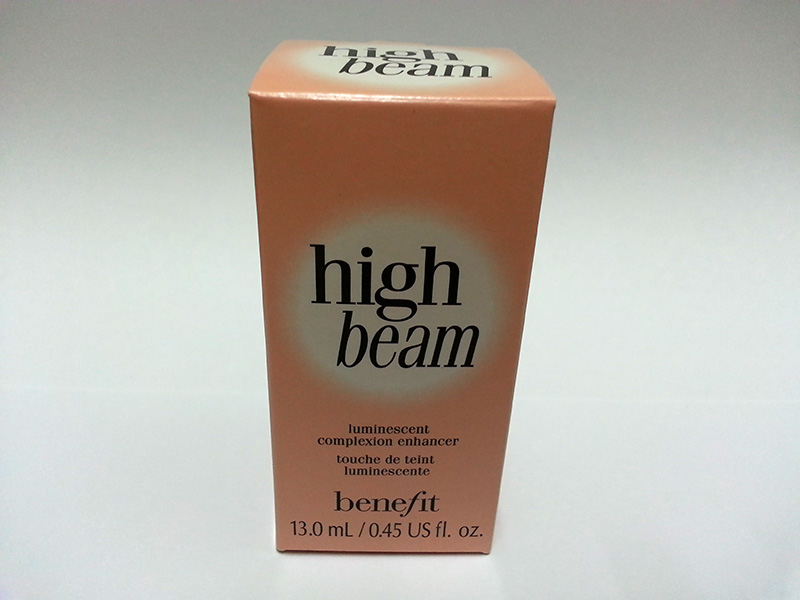 high
beam
high
beam
luminescent
complexion enhancer
touche de teint
luminescente
benefit
13.0 mL / 0.45 US fl. oz.